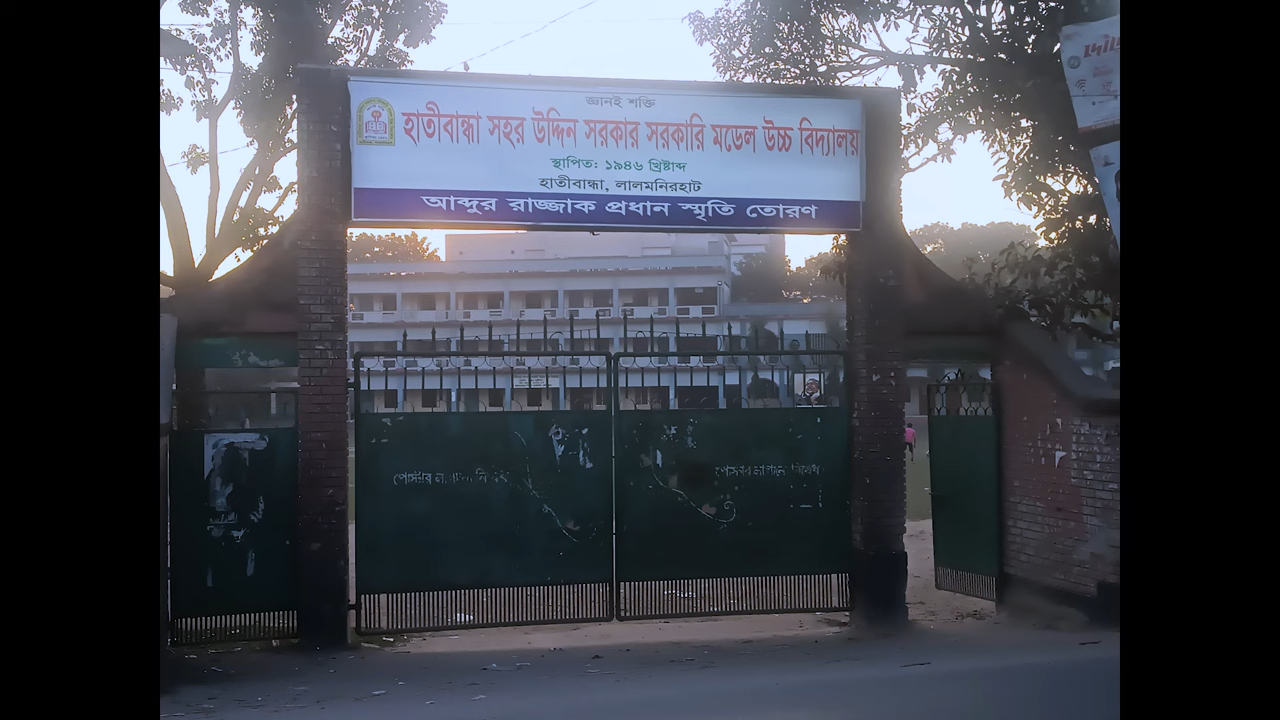 জ্ঞানই শক্তি
হাতীবান্ধা সহর উদ্দিন সরকার সরকারি মডেল উচ্চ বিদ্যালয়
স্থাপিত: ১৯৪৬ খ্রিষ্টাব্দ
হাতীবান্ধা, লালমনিরহাট
আব্দুর রাজ্জাক প্রধান স্মৃতি তোরণ
পোস্টার
পোস্টার লাগানো নিষেধ